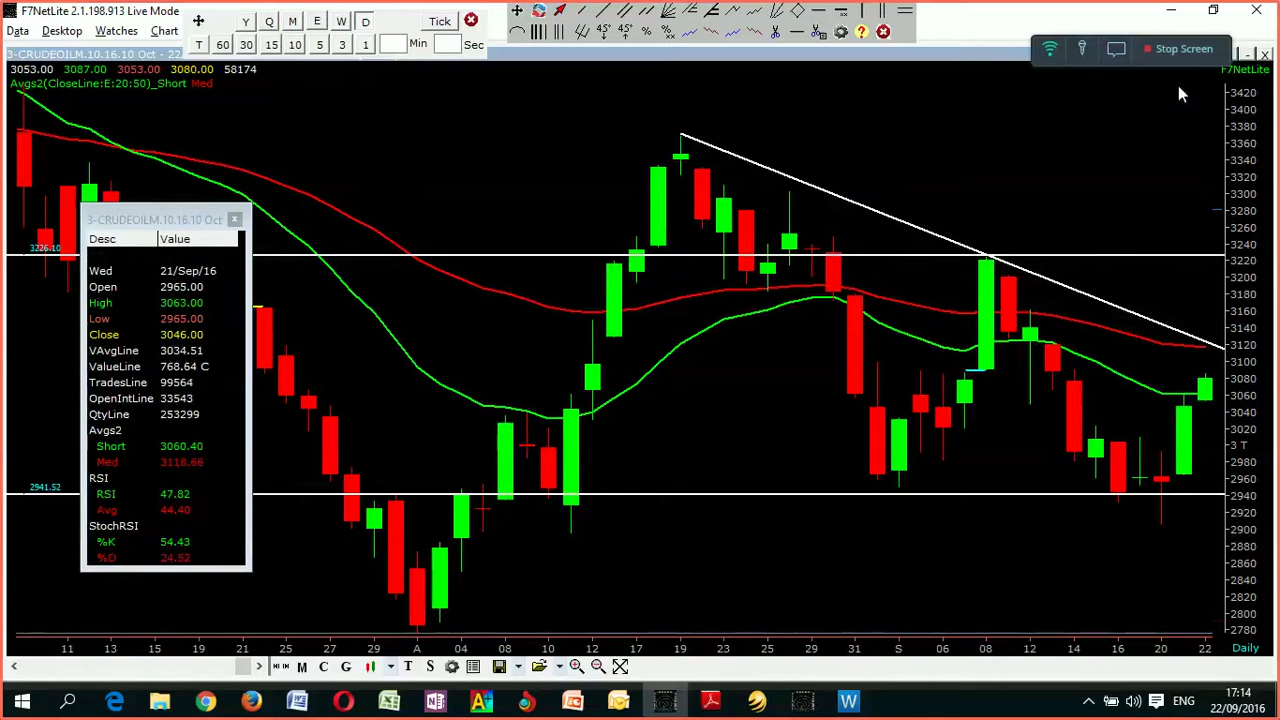 F7NetLite 2.1.198.913 Live Mode
Data Desktop Watches Chart
Y Q M E W D Tick
T 60 30 15 10 5 3 1 Min Sec
45° 45°
Stop Screen
3-CRUDEOILM.10.16.10 Oct - 22
3053.00 3087.00 3053.00 3080.00 58174
F7NetLite
Avgs2(CloseLine:E:20:50)_Short Med
3420
3400
3380
3360
3340
3320
3300
3280
3260
3240
3220
3200
3180
3160
3140
3120
3100
3080
3060
3040
3020
3 T
2980
2960
2940
2920
2900
2880
2860
2840
2820
2800
2780
3226.10
2941.52
3-CRUDEOILM.10.16.10 Oct x
Desc Value
Wed 21/Sep/16
Open 2965.00
High 3063.00
Low 2965.00
Close 3046.00
VAvgLine 3034.51
ValueLine 768.64 C
TradesLine 99564
OpenIntLine 33543
QtyLine 253299
Avgs2
Short 3060.40
Med 3118.66
RSI
RSI 47.82
Avg 44.40
StochRSI
%K 54.43
%D 24.52
11 13 15 19 21 25 27 29 A 04 06 08 10 12 16 17 19 23 25 29 31 S 06 08 12 14 16 20 22 Daily
M C G T S
ENG
17:14
22/09/2016